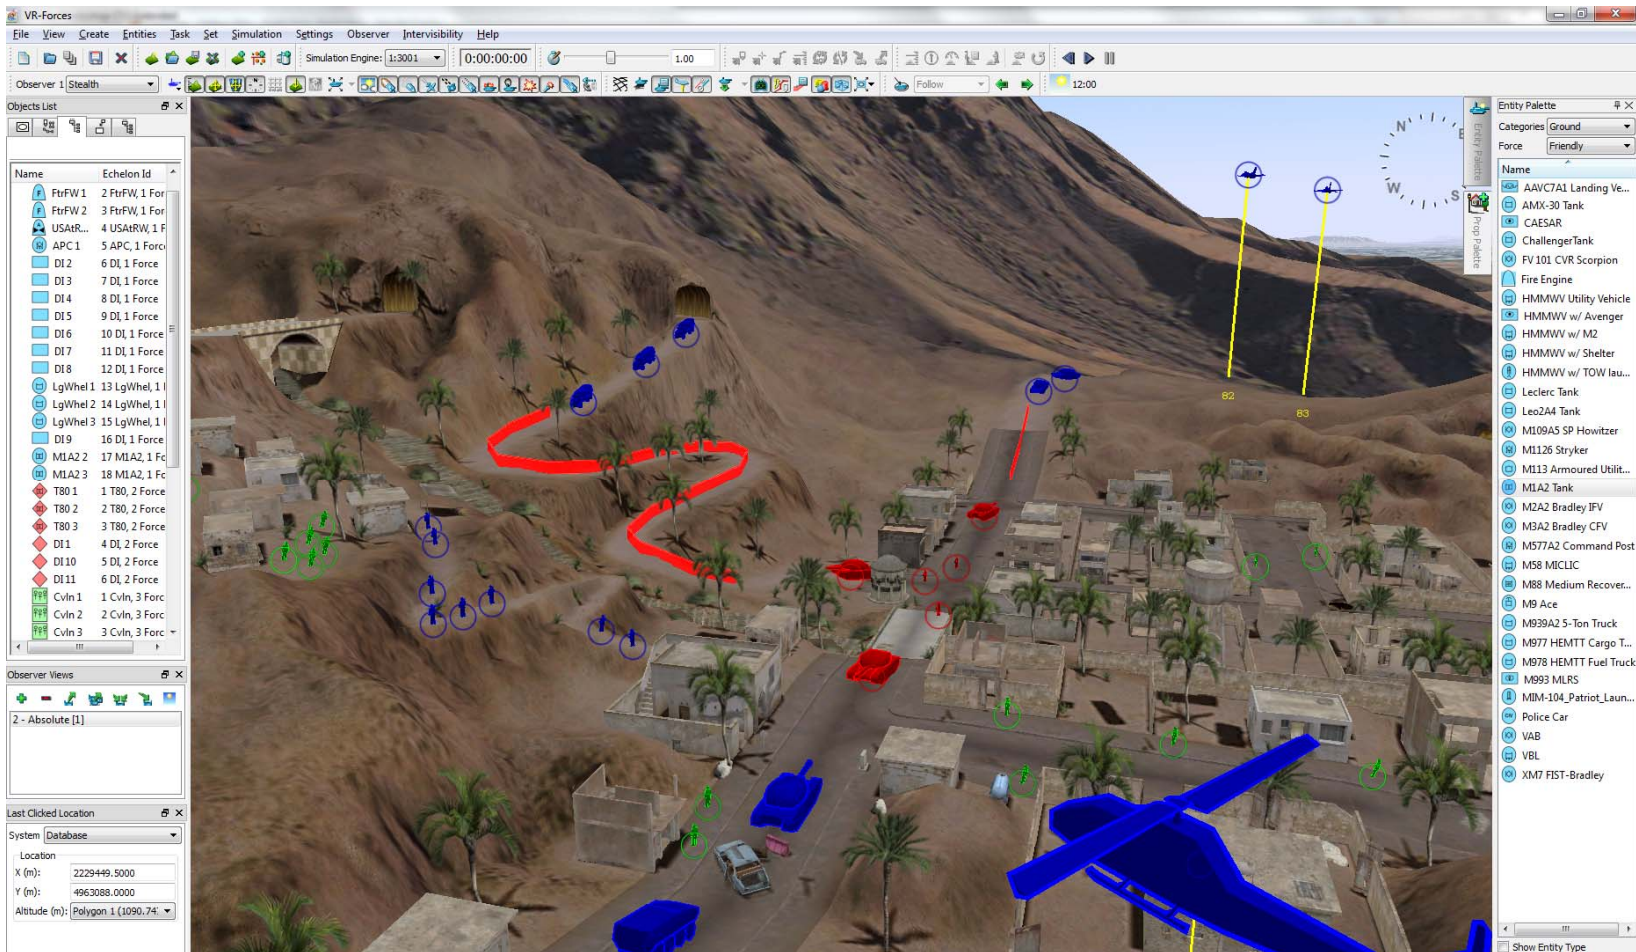 VR-Forces
File View Create Entities Task Set Simulation Settings Observer Intervisibility Help
Simulation Engine: 1:3001 0:00:00:00 1.00
Observer 1 Stealth Follow 12:00
Objects List
Name Echelon Id
FtrFW 1 2 FtrFW, 1 For
FtrFW 2 3 FtrFW, 1 For
USAtR... 4 USAtRW, 1 F
APC 1 5 APC, 1 Force
DI 2 6 DI, 1 Force
DI 3 7 DI, 1 Force
DI 4 8 DI, 1 Force
DI 5 9 DI, 1 Force
DI 6 10 DI, 1 Force
DI 7 11 DI, 1 Force
DI 8 12 DI, 1 Force
LgWhel 1 13 LgWhel, 1
LgWhel 2 14 LgWhel, 1
LgWhel 3 15 LgWhel, 1
DI 9 16 DI, 1 Force
M1A2 2 17 M1A2, 1 Fc
M1A2 3 18 M1A2, 1 Fc
T80 1 1 T80, 2 Force
T80 2 2 T80, 2 Force
T80 3 3 T80, 2 Force
DI 1 4 DI, 2 Force
DI 10 5 DI, 2 Force
DI 11 6 DI, 2 Force
Cvln 1 1 Cvln, 3 Forc
Cvln 2 2 Cvln, 3 Forc
Cvln 3 3 Cvln, 3 Forc
Observer Views
2 - Absolute [1]
Last Clicked Location
System Database
Location
X (m): 2229449.5000
Y (m): 4963088.0000
Altitude (m): Polygon 1 (1090.74
N
E
W
S
82
83
Entity Palette
Prop Palette
Entity Palette
Categories Ground
Force Friendly
Name
AAVC7A1 Landing Ve...
AMX-30 Tank
CAESAR
ChallengerTank
FV 101 CVR Scorpion
Fire Engine
HMMWV Utility Vehicle
HMMWV w/ Avenger
HMMWV w/ M2
HMMWV w/ Shelter
HMMWV w/ TOW lau...
Leclerc Tank
Leo2A4 Tank
M109A5 SP Howitzer
M1126 Stryker
M113 Armoured Utilit...
M1A2 Tank
M2A2 Bradley IFV
M3A2 Bradley CFV
M577A2 Command Post
M58 MICLIC
M88 Medium Recover...
M9 Ace
M939A2 5-Ton Truck
M977 HEMTT Cargo T...
M978 HEMTT Fuel Truck
M993 MLRS
MIM-104_Patriot_Laun...
Police Car
VAB
VBL
XM7 FIST-Bradley
Show Entity Type